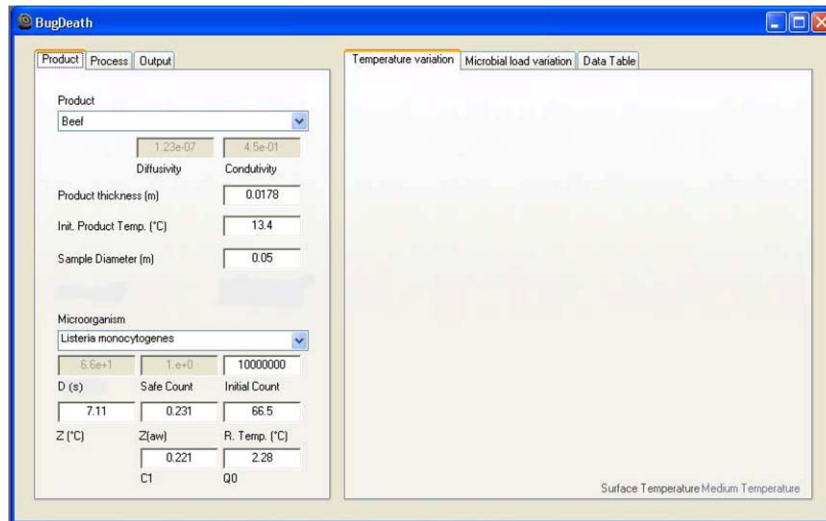 BugDeath
Product Process Output
Product
Beef
1.23e-07 4.5e-01
Diffusivity Condutivity
Product thickness (m) 0.0178
Init. Product Temp. (°C) 13.4
Sample Diameter (m) 0.05
Microorganism
Listeria monocytogenes
6.6e+1 1.e+0 10000000
D (s) Safe Count Initial Count
7.11 0.231 66.5
Z (°C) Z(aw) R. Temp. (°C)
0.221 2.28
C1 Q0
Temperature variation Microbial load variation Data Table
Surface Temperature Medium Temperature